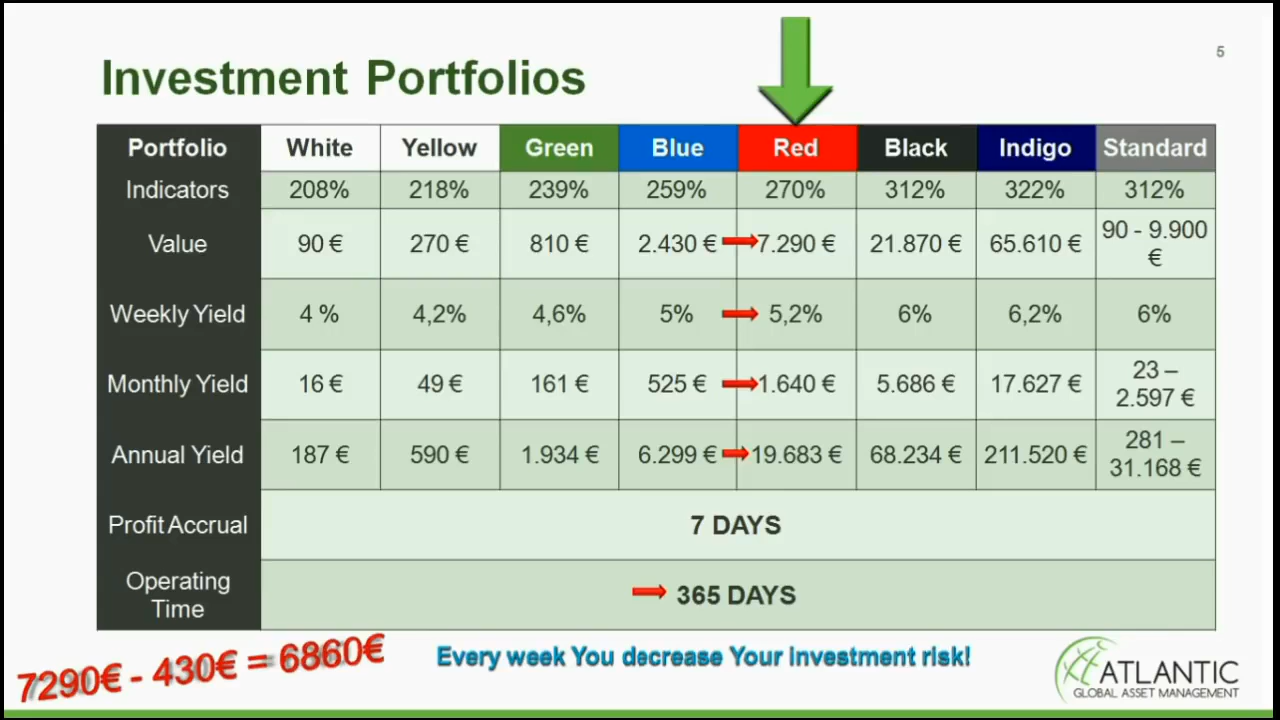 5
Investment Portfolios
Portfolio White Yellow Green Blue Red Black Indigo Standard
Indicators 208% 218% 239% 259% 270% 312% 322% 312%
Value 90 € 270 € 810 € 2.430 € 7.290 € 21.870 € 65.610 € 90 - 9.900 €
Weekly Yield 4 % 4,2% 4,6% 5% 5,2% 6% 6,2% 6%
Monthly Yield 16 € 49 € 161 € 525 € 1.640 € 5.686 € 17.627 € 23 – 2.597 €
Annual Yield 187 € 590 € 1.934 € 6.299 € 19.683 € 68.234 € 211.520 € 281 – 31.168 €
Profit Accrual 7 DAYS
Operating Time 365 DAYS
7290€ - 430€ = 6860€
Every week You decrease Your investment risk!
ATLANTIC
GLOBAL ASSET MANAGEMENT